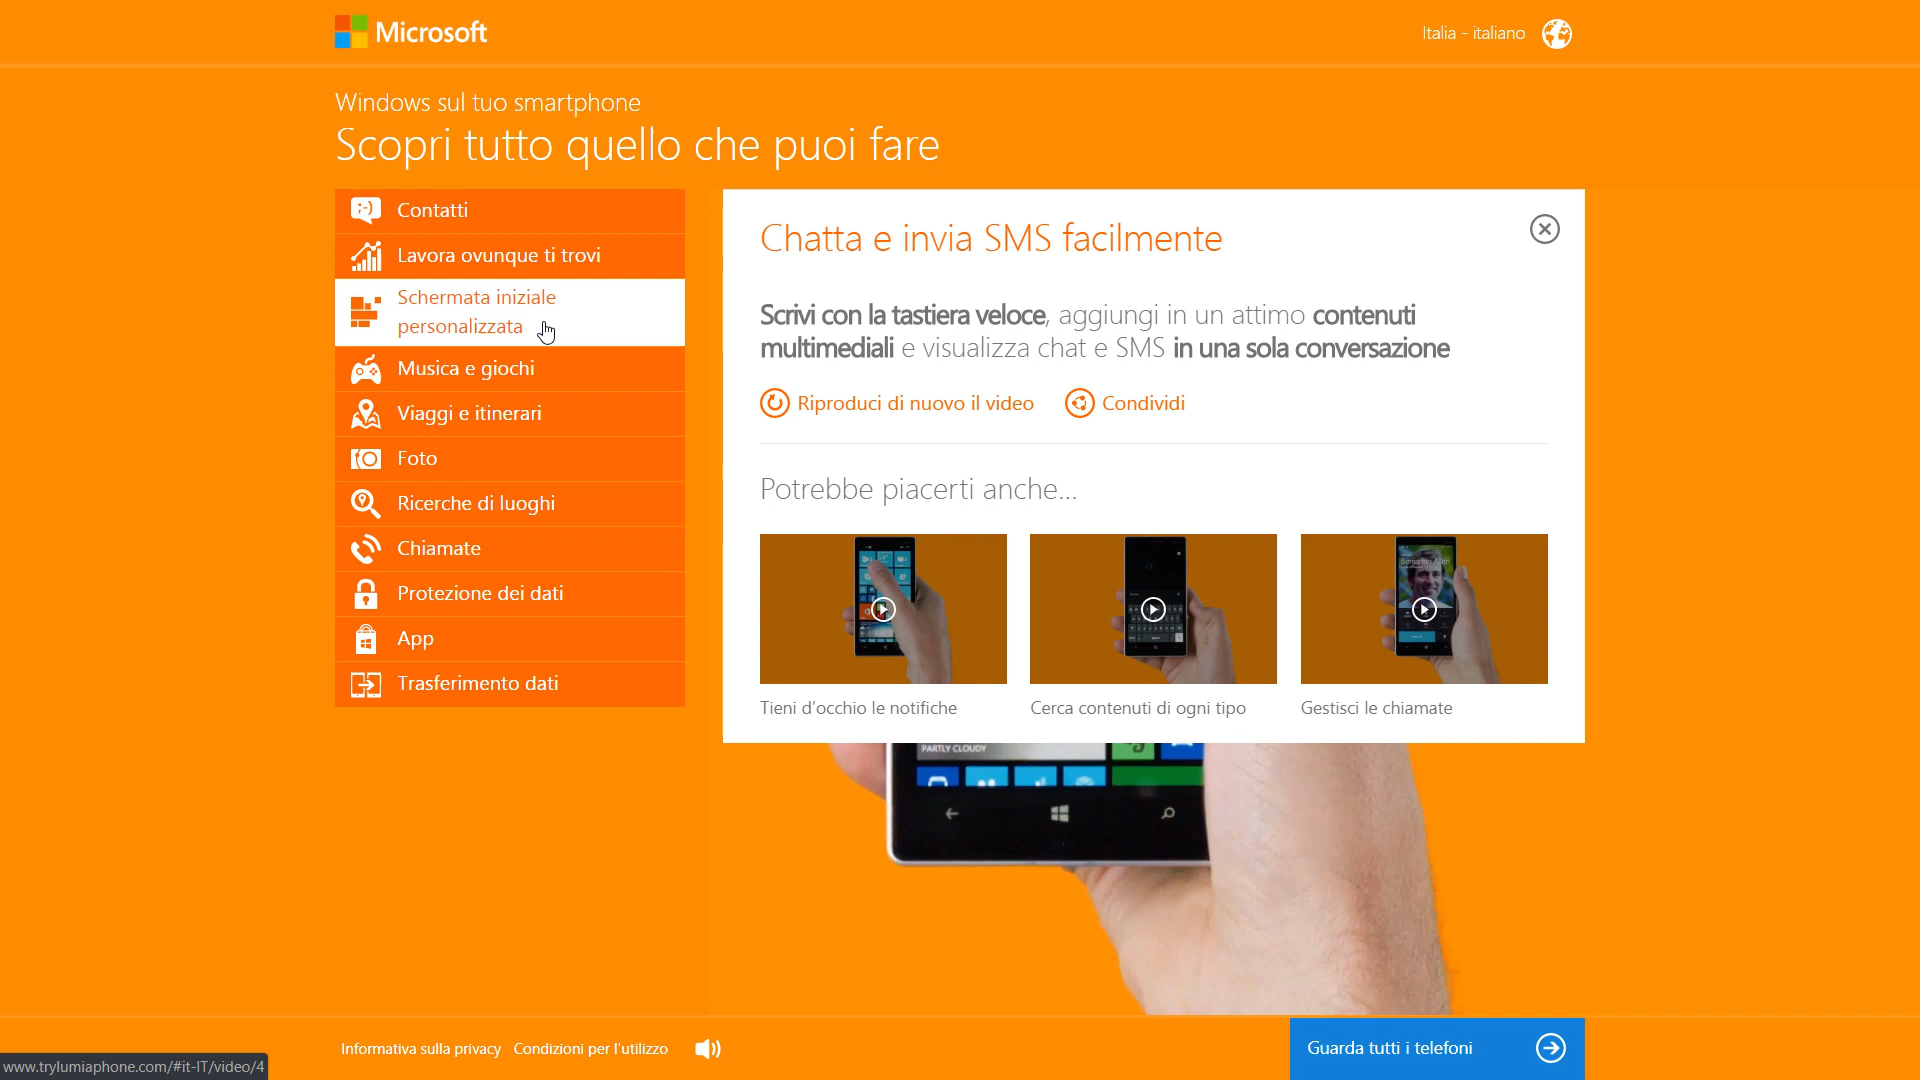 Microsoft
Italia - italiano
Windows sul tuo smartphone
Scopri tutto quello che puoi fare
Contatti
Lavora ovunque ti trovi
Schermata iniziale
personalizzata
Musica e giochi
Viaggi e itinerari
Foto
Ricerche di luoghi
Chiamate
Protezione dei dati
App
Trasferimento dati
Chatta e invia SMS facilmente
Scrivi con la tastiera veloce, aggiungi in un attimo contenuti
multimediali e visualizza chat e SMS in una sola conversazione
Riproduci di nuovo il video
Condividi
Potrebbe piacerti anche...
Benjamin Allen
Tieni d’occhio le notifiche
Cerca contenuti di ogni tipo
Gestisci le chiamate
PARTLY CLOUDY
Informativa sulla privacy
Condizioni per l'utilizzo
Guarda tutti i telefoni
www.trylumiaphone.com/#it-IT/video/4